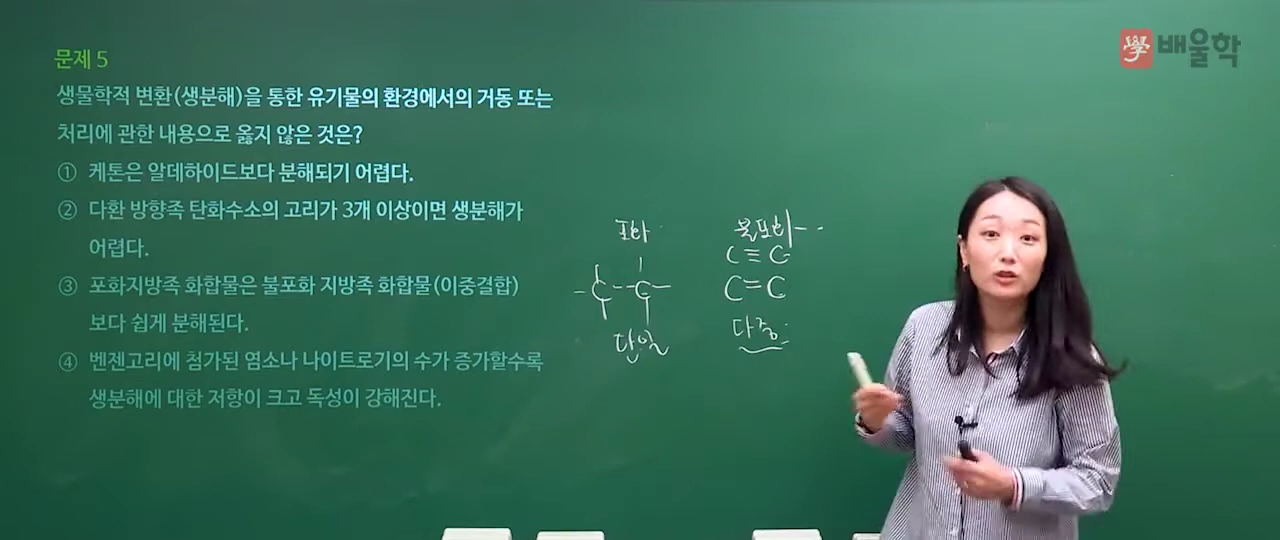 學 배울학
문제 5
생물학적 변환(생분해)을 통한 유기물의 환경에서의 거동 또는
처리에 관한 내용으로 옳지 않은 것은?
① 케톤은 알데하이드보다 분해되기 어렵다.
② 다환 방향족 탄화수소의 고리가 3개 이상이면 생분해가
어렵다.
③ 포화지방족 화합물은 불포화 지방족 화합물(이중결합)
보다 쉽게 분해된다.
④ 벤젠고리에 첨가된 염소나 나이트로기의 수가 증가할수록
생분해에 대한 저항이 크고 독성이 강해진다.
포화
-C--C-
단일
불포화
C≡C
C=C
다중